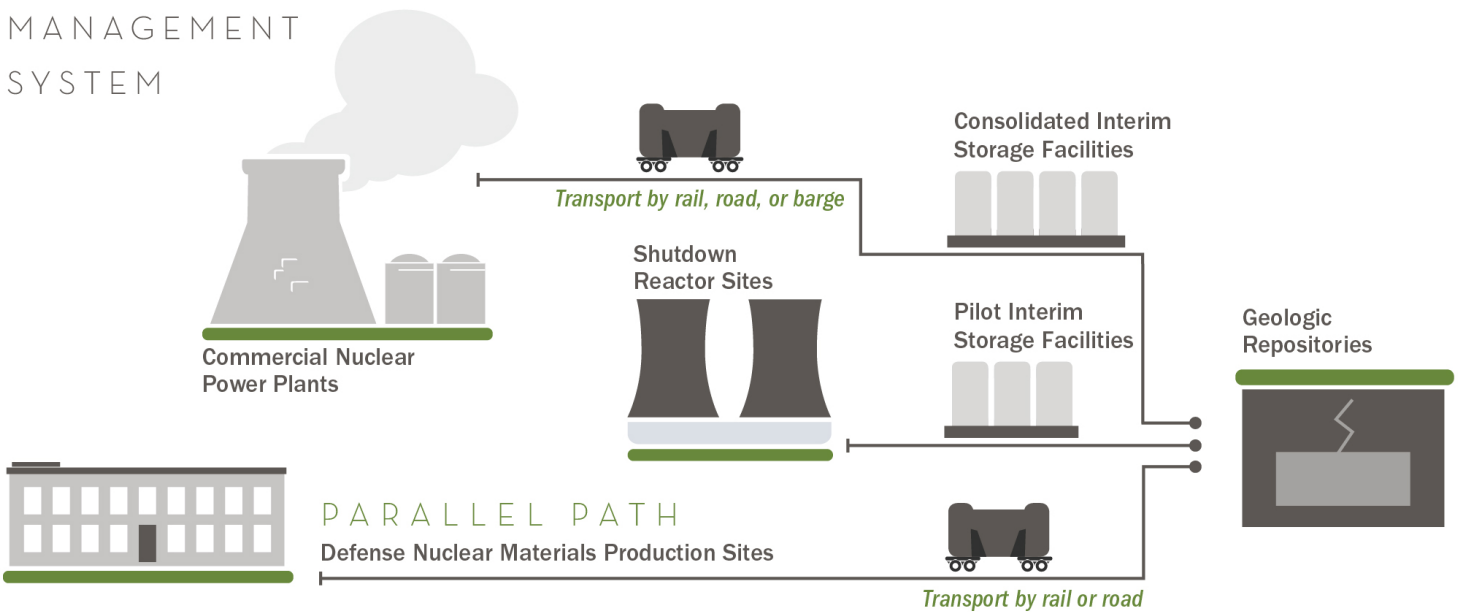 MANAGEMENT
SYSTEM
Consolidated Interim
Storage Facilities
Transport by rail, road, or barge
Shutdown
Reactor Sites
Pilot Interim
Storage Facilities
Geologic
Repositories
Commercial Nuclear
Power Plants
PARALLEL PATH
Defense Nuclear Materials Production Sites
Transport by rail or road